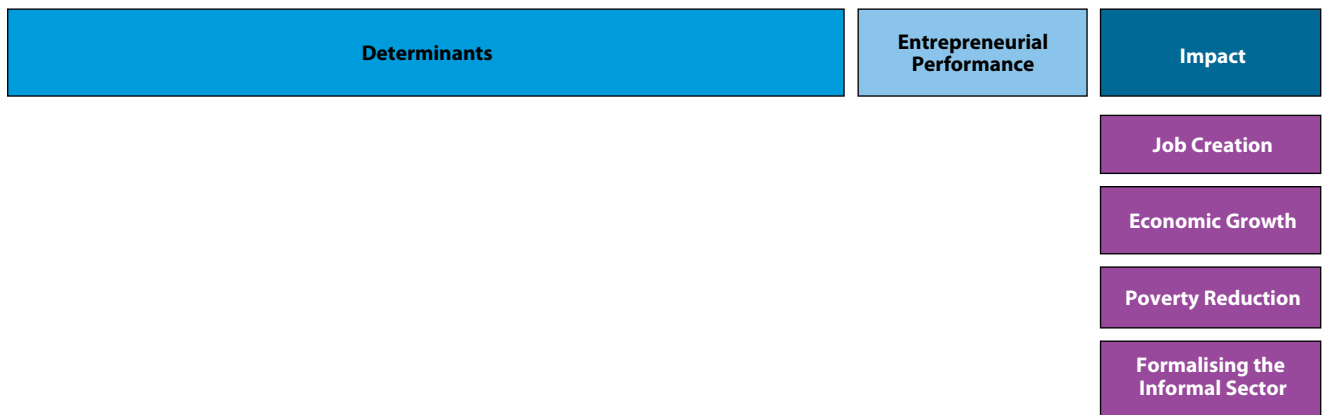 Determinants
Entrepreneurial
Performance
Impact
Job Creation
Economic Growth
Poverty Reduction
Formalising the
Informal Sector